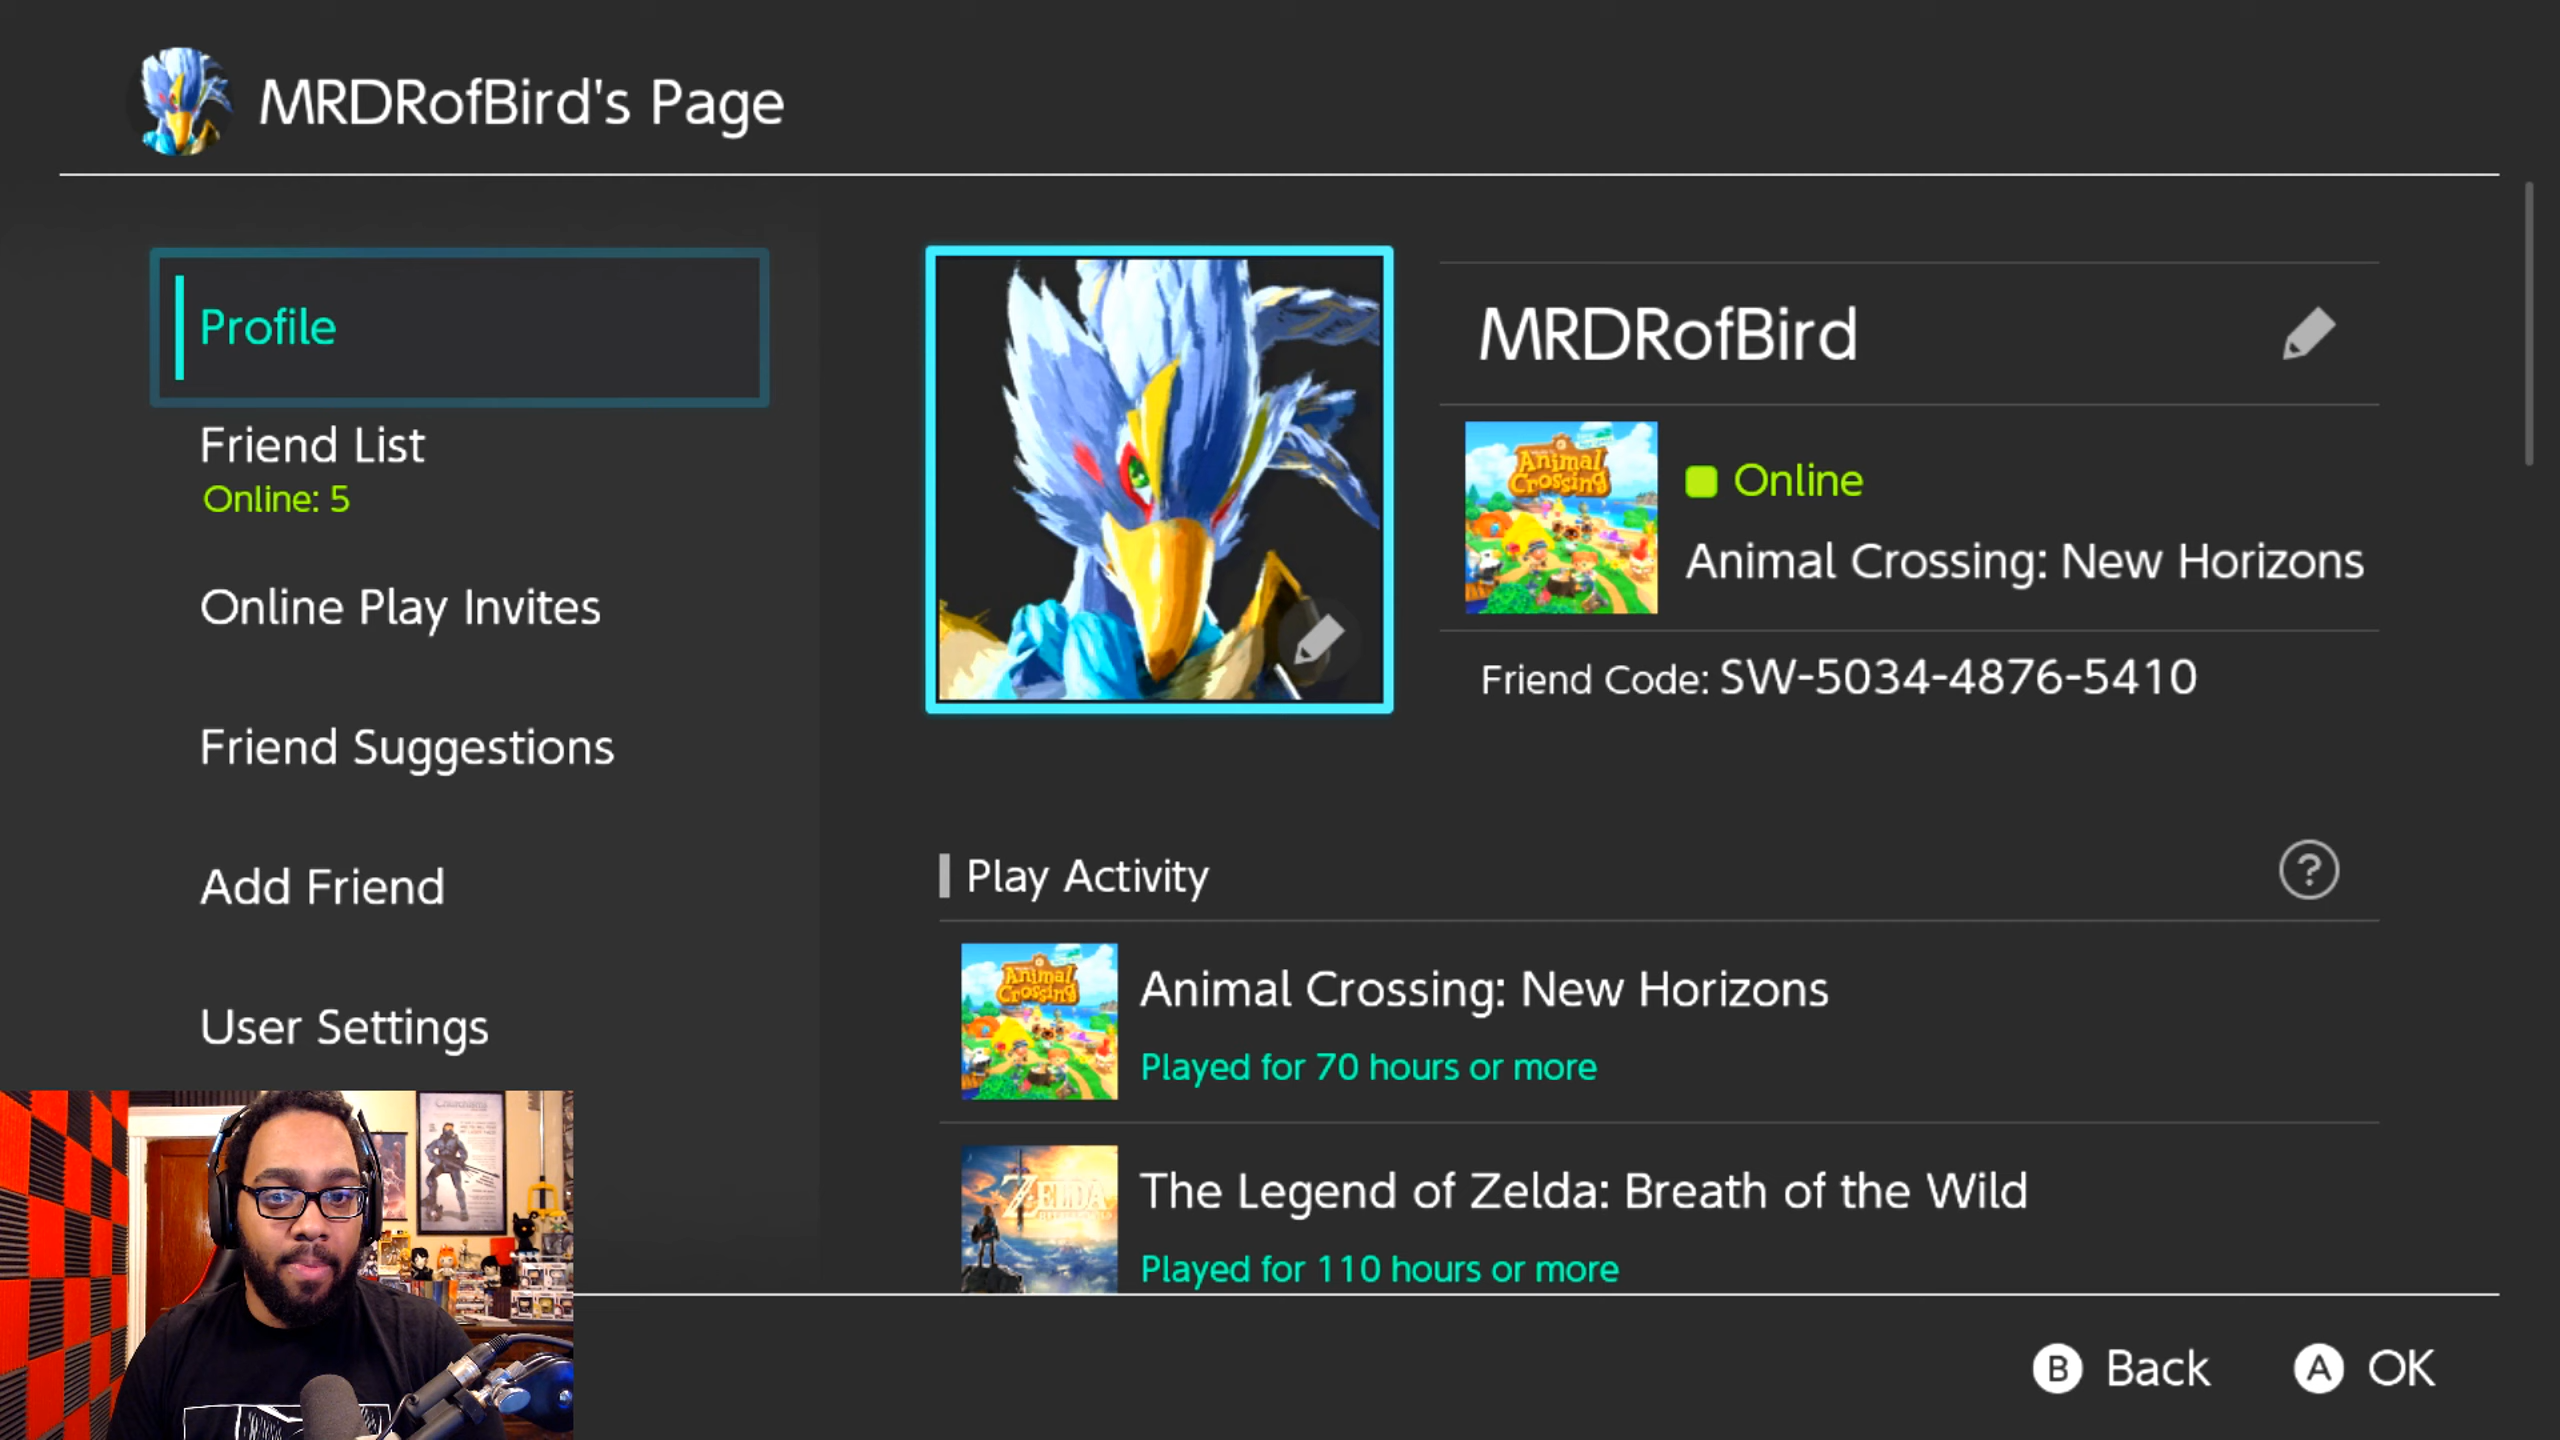 MRDRofBird's Page
Profile
Friend List
Online: 5
Online Play Invites
Friend Suggestions
Add Friend
User Settings
MRDRofBird
Animal Crossing
Online
Animal Crossing: New Horizons
Friend Code: SW-5034-4876-5410
Play Activity
?
Animal Crossing
Animal Crossing: New Horizons
Played for 70 hours or more
ZELDA
The Legend of Zelda: Breath of the Wild
Played for 110 hours or more
B Back
A OK